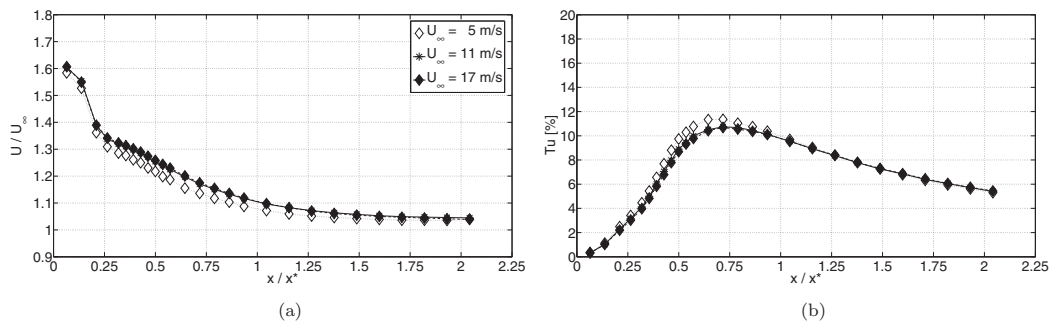 1.8
1.7
1.6
1.5
1.4
1.3
1.2
1.1
1
0.9
U / U∞
0 0.25 0.5 0.75 1 1.25 1.5 1.75 2 2.25
x / x*
U∞ = 5 m/s
U∞ = 11 m/s
U∞ = 17 m/s
(a)
20
18
16
14
12
10
8
6
4
2
0
Tu [%]
0 0.25 0.5 0.75 1 1.25 1.5 1.75 2 2.25
x / x*
(b)